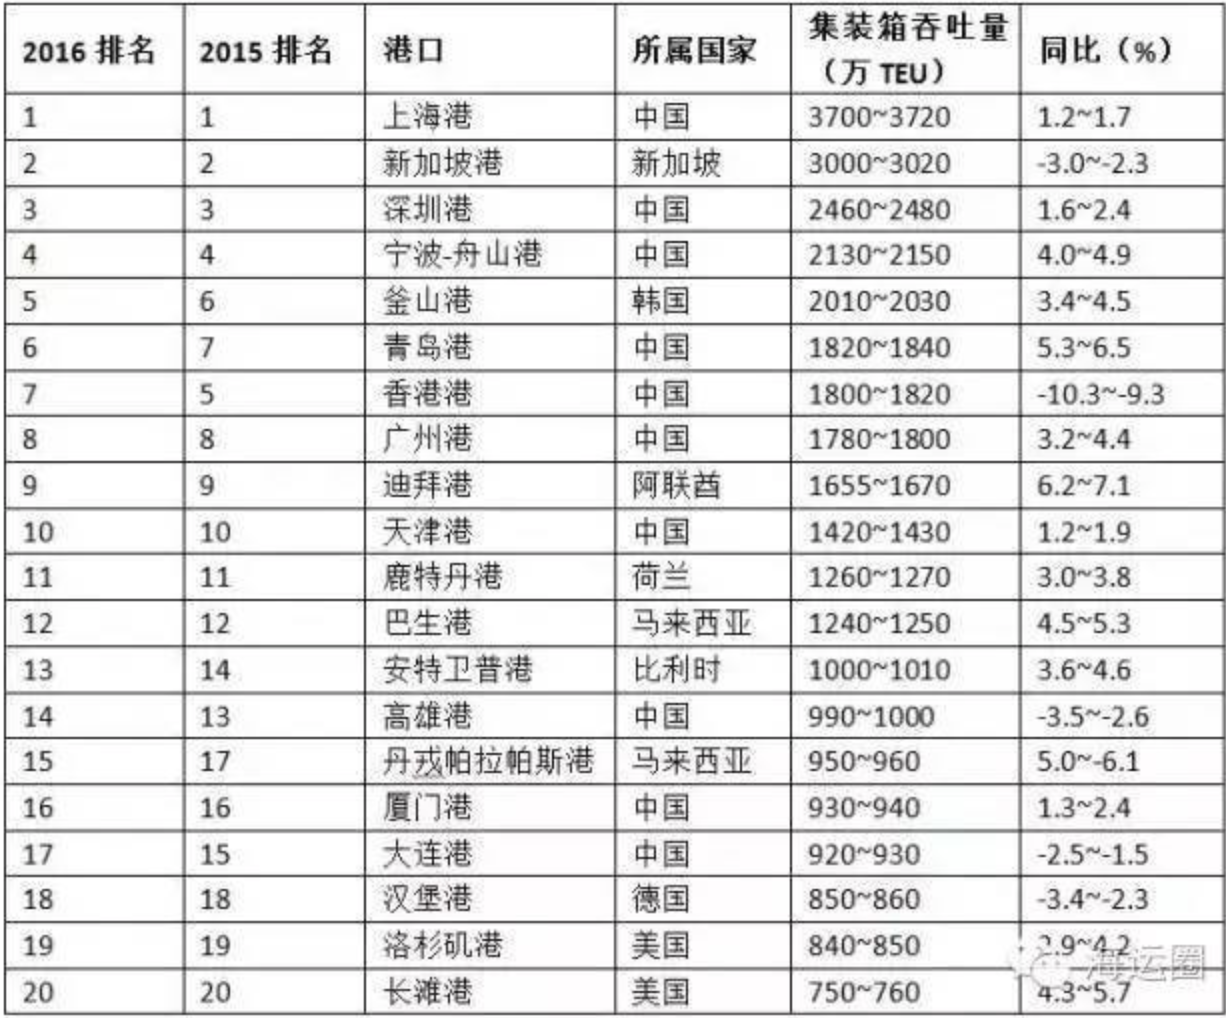 2016 排名 2015 排名 港口 所属国家 集装箱吞吐量（万 TEU） 同比（%）
1 1 上海港 中国 3700~3720 1.2~1.7
2 2 新加坡港 新加坡 3000~3020 -3.0~-2.3
3 3 深圳港 中国 2460~2480 1.6~2.4
4 4 宁波-舟山港 中国 2130~2150 4.0~4.9
5 6 釜山港 韩国 2010~2030 3.4~4.5
6 7 青岛港 中国 1820~1840 5.3~6.5
7 5 香港港 中国 1800~1820 -10.3~-9.3
8 8 广州港 中国 1780~1800 3.2~4.4
9 9 迪拜港 阿联酋 1655~1670 6.2~7.1
10 10 天津港 中国 1420~1430 1.2~1.9
11 11 鹿特丹港 荷兰 1260~1270 3.0~3.8
12 12 巴生港 马来西亚 1240~1250 4.5~5.3
13 14 安特卫普港 比利时 1000~1010 3.6~4.6
14 13 高雄港 中国 990~1000 -3.5~-2.6
15 17 丹戎帕拉帕斯港 马来西亚 950~960 5.0~-6.1
16 16 厦门港 中国 930~940 1.3~2.4
17 15 大连港 中国 920~930 -2.5~-1.5
18 18 汉堡港 德国 850~860 -3.4~-2.3
19 19 洛杉矶港 美国 840~850
海运圈
20 20 长滩港 美国 750~760 4.3~5.7